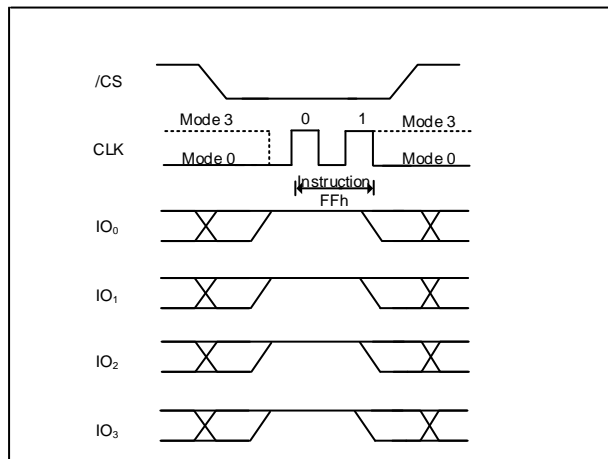 /CS
Mode 3 0 1 Mode 3
CLK
Mode 0 Mode 0
Instruction
FFh
IO₀
IO₁
IO₂
IO₃